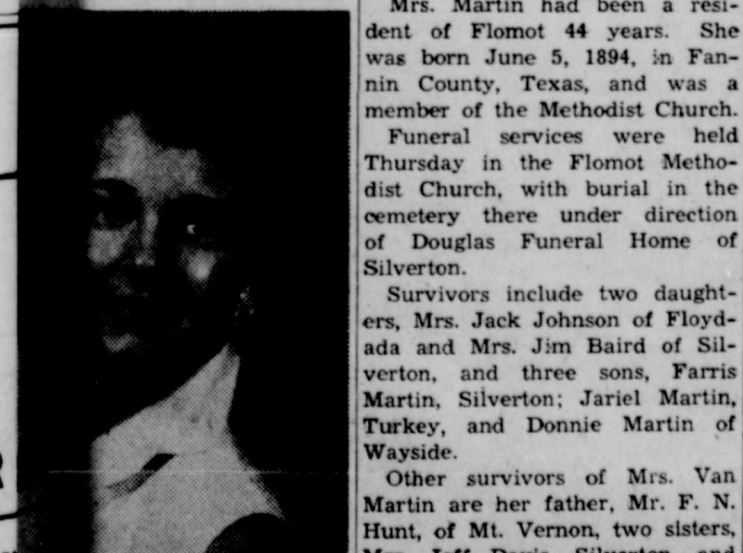 Mrs. Martin had been a resi-
dent of Flomot 44 years. She
was born June 5, 1894, in Fan-
nin County, Texas, and was a
member of the Methodist Church.
Funeral services were held
Thursday in the Flomot Metho-
dist Church, with burial in the
cemetery there under direction
of Douglas Funeral Home of
Silverton.
Survivors include two daught-
ers, Mrs. Jack Johnson of Floyd-
ada and Mrs. Jim Baird of Sil-
verton, and three sons, Farris
Martin, Silverton; Jariel Martin,
Turkey, and Donnie Martin of
Wayside.
Other survivors of Mrs. Van
Martin are her father, Mr. F. N.
Hunt, of Mt. Vernon, two sisters,
Mrs. Jeff Davis, Silverton, and